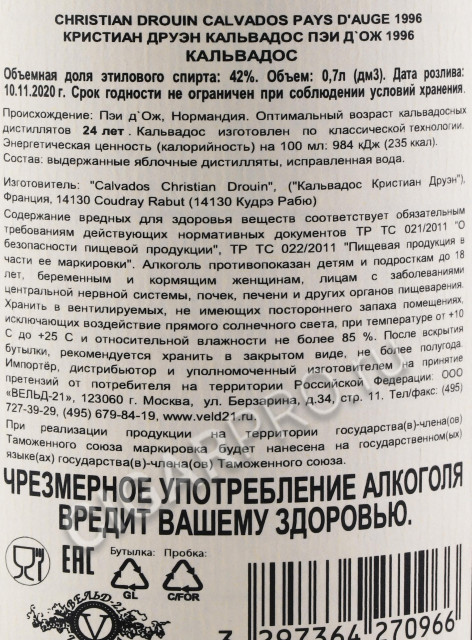 CHRISTIAN DROUIN CALVADOS PAYS D'AUGE 1996
КРИСТИАН ДРУЭН КАЛЬВАДОС ПЭИ Д`ОЖ 1996
КАЛЬВАДОС
Объемная доля этилового спирта: 42%. Объем: 0,7л (дм3). Дата розлива:
10.11.2020 г. Срок годности не ограничен при соблюдении условий хранения.
Происхождение: Пэи д`Ож, Нормандия. Оптимальный возраст кальвадосных
дистиллятов 24 лет. Кальвадос изготовлен по классической технологии.
Энергетическая ценность (калорийность) на 100 мл: 984 кДж (235 ккал).
Состав: выдержанные яблочные дистилляты, исправленная вода.
Изготовитель: "Calvados Christian Drouin", ("Кальвадос Кристиан Друэн"),
Франция, 14130 Coudray Rabut (14130 Кудрэ Рабю)
Содержание вредных для здоровья веществ соответствуют обязательным
требованиям действующих нормативных документов ТР ТС 021/2011 "О
безопасности пищевой продукции", ТР ТС 022/2011 "Пищевая продукция в
части ее маркировки". Алкоголь противопоказан детям и подросткам до 18
лет, беременным и кормящим женщинам, лицам с заболеваниями
центральной нервной системы, почек, печени и других органов пищеварения.
Хранить в вентилируемых, не имеющих постороннего запаха помещениях,
исключающих воздействие прямого солнечного света, при температуре от +10
С до +25 С и относительной влажности не более 85 %. После вскрытия
бутылки, рекомендуется хранить в закрытом виде, не более полугода.
Импортёр, дистрибьютор и уполномоченный изготовителем на принятие
претензий от потребителя на территории Российской Федерации: ООО
«ВЕЛЬД-21», 123060 г. Москва, ул. Берзарина, д.34, стр. 11. Тел/факс: (495)
727-39-29, (495) 679-84-19, www.veld21.ru.
При реализации продукции на территории государства(в)-члена(ов)
Таможенного союза маркировка будет нанесена на государственном(ых)
языке(ах) государства(в)-члена(ов) Таможенного союза.
ЧРЕЗМЕРНОЕ УПОТРЕБЛЕНИЕ АЛКОГОЛЯ
ВРЕДИТ ВАШЕМУ ЗДОРОВЬЮ.
EAC Бутылка: Пробка:
GL C/FOR
ВЕЛЬД-21
V
3 397364 270966
CIGARPRO.RU